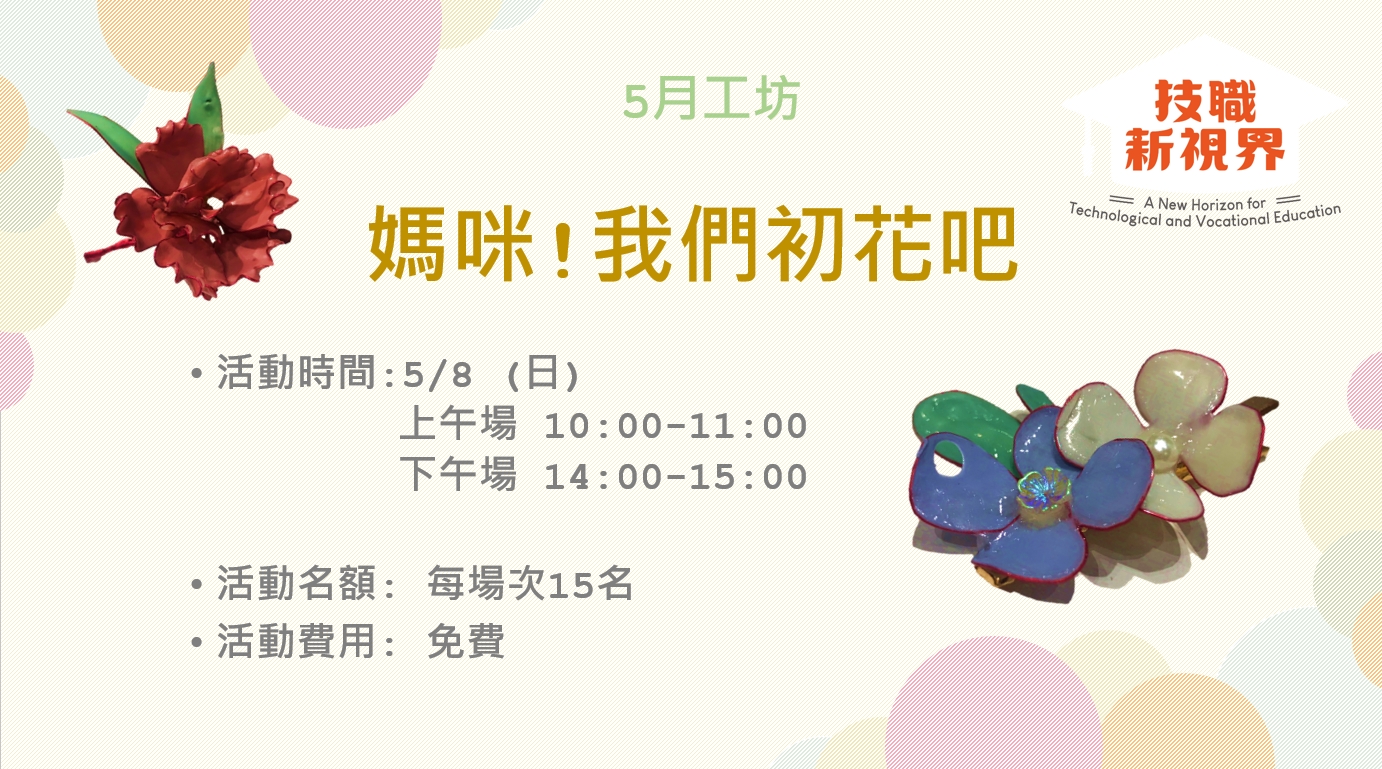 5月工坊
技職
新視界
A New Horizon for
Technological and Vocational Education
媽咪!我們初花吧
• 活動時間:5/8 (日)
上午場 10:00-11:00
下午場 14:00-15:00
• 活動名額: 每場次15名
• 活動費用: 免費